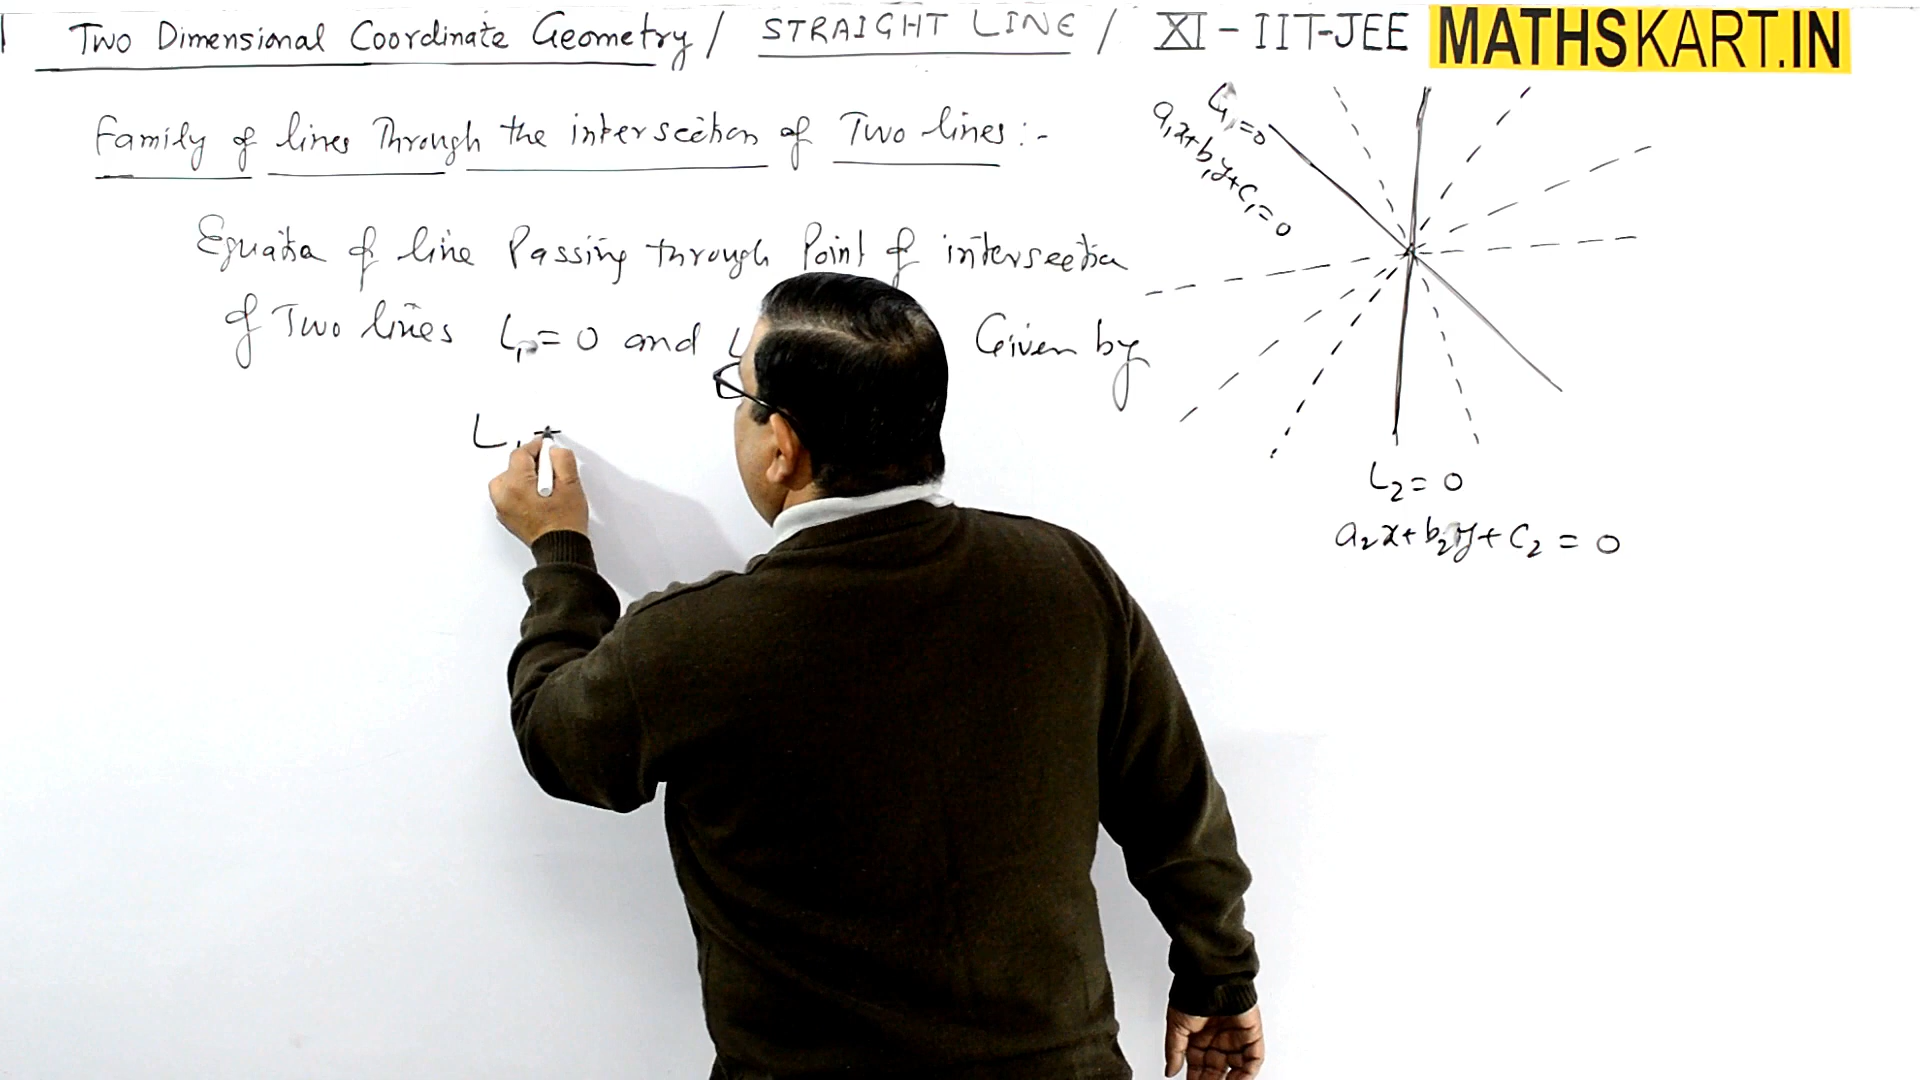 Two Dimensional Coordinate Geometry / STRAIGHT LINE / XI - IIT-JEE MATHSKART.IN
Family of lines Through the intersection of Two lines :-
Equation of line Passing through Point of intersection
of Two lines L₁ = 0 and L Given by
L₁ +
L₁ = 0
a₁x + b₁y + c₁ = 0
L₂ = 0
a₂x + b₂y + c₂ = 0